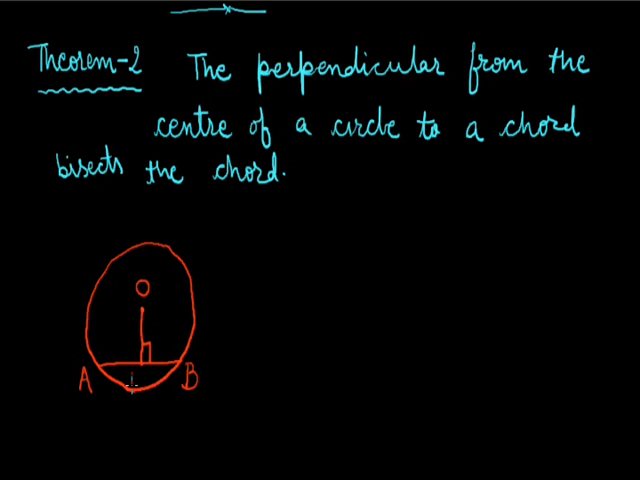 Theorem-2 The perpendicular from the
centre of a circle to a chord
bisects the chord.
O
A B